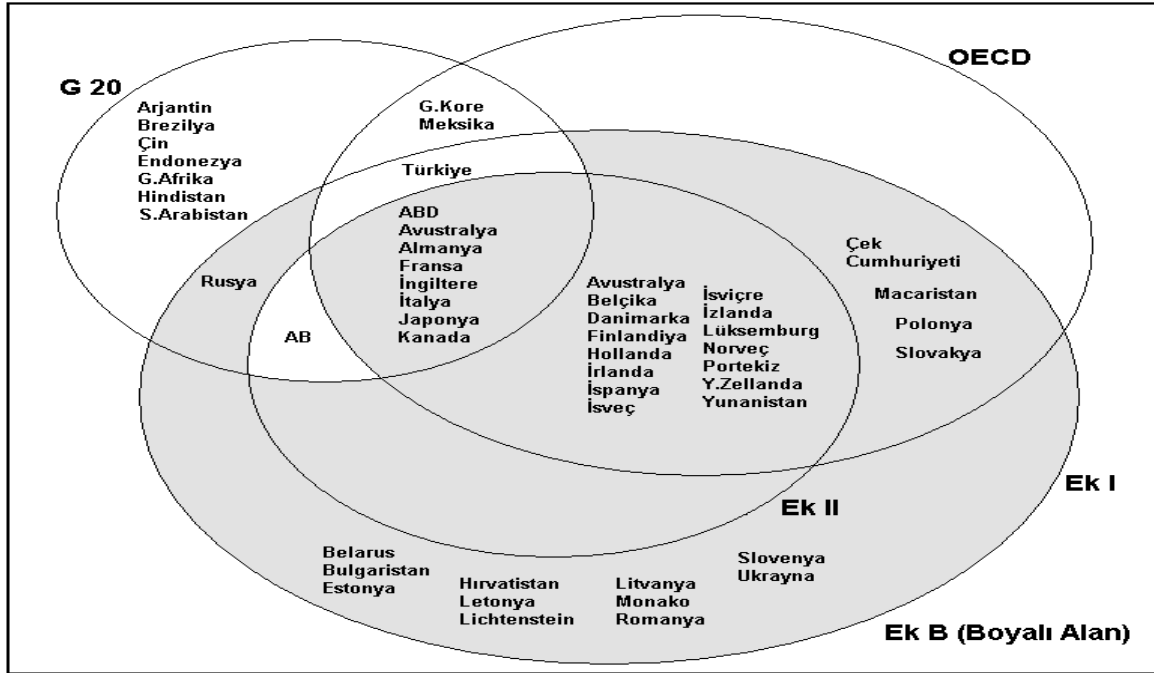 OECD
G 20
Arjantin
Brezilya
Çin
Endonezya
G.Afrika
Hindistan
S.Arabistan
G.Kore
Meksika
Türkiye
ABD
Avustralya
Almanya
Fransa
İngiltere
İtalya
Japonya
Kanada
Rusya
AB
Avustralya
Belçika
Danimarka
Finlandiya
Hollanda
İrlanda
İspanya
İsveç
İsviçre
İzlanda
Lüksemburg
Norveç
Portekiz
Y.Zellanda
Yunanistan
Çek
Cumhuriyeti
Macaristan
Polonya
Slovakya
Ek I
Ek II
Belarus
Bulgaristan
Estonya
Hırvatistan
Letonya
Lichtenstein
Litvanya
Monako
Romanya
Slovenya
Ukrayna
Ek B (Boyalı Alan)